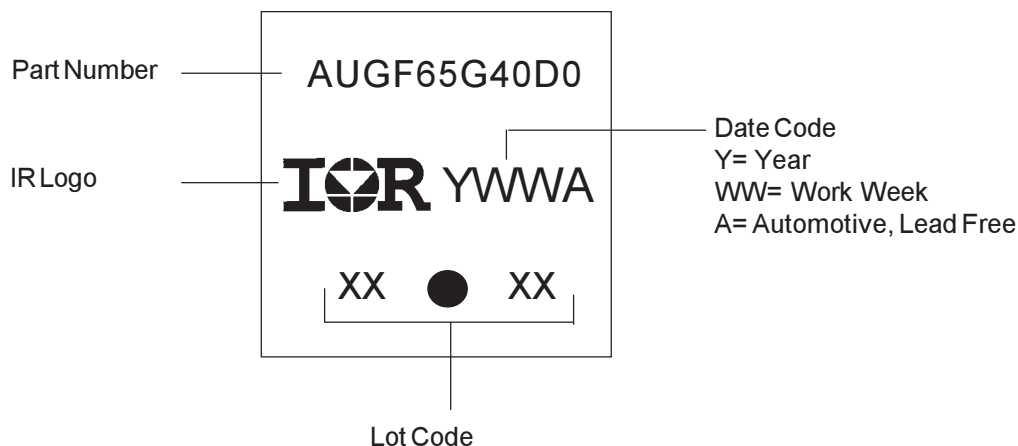 Part Number
AUGF65G40D0
IR Logo
IOR YWWA
Date Code
Y= Year
WW= Work Week
A= Automotive, Lead Free
XX XX
Lot Code